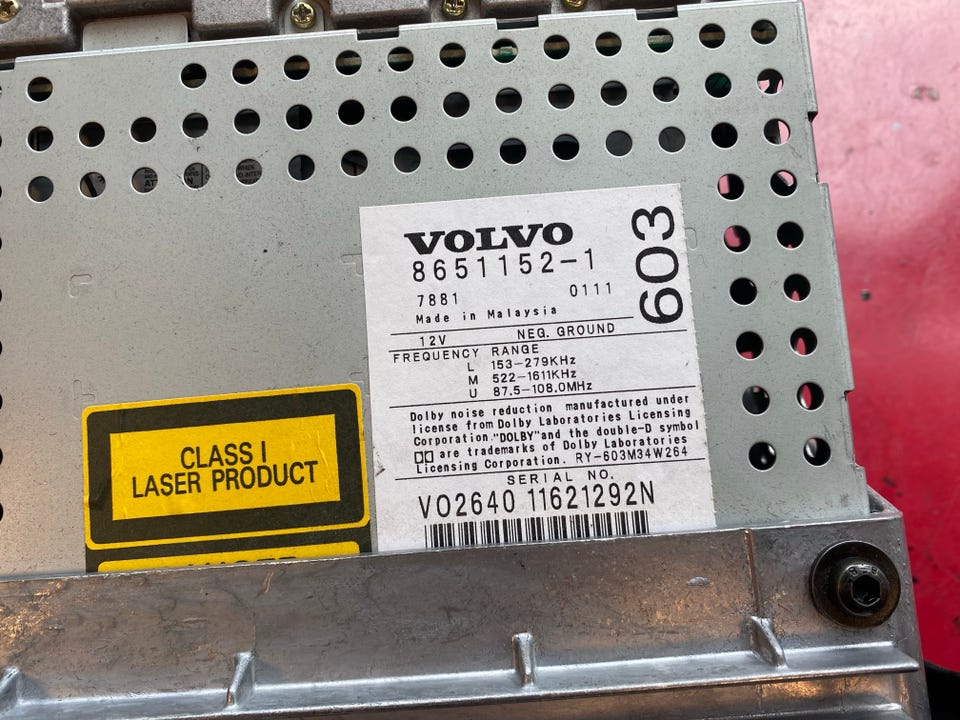 VOLVO
8651152-1
603
7881 0111
Made in Malaysia
12V NEG. GROUND
FREQUENCY RANGE
L 153-279KHz
M 522-1611KHz
U 87.5-108.0MHz
Dolby noise reduction manufactured under
license from Dolby Laboratories Licensing
Corporation."DOLBY"and the double-D symbol
are trademarks of Dolby Laboratories
Licensing Corporation. RY-603M34W264
SERIAL NO.
VO2640 11621292N
CLASS I
LASER PRODUCT